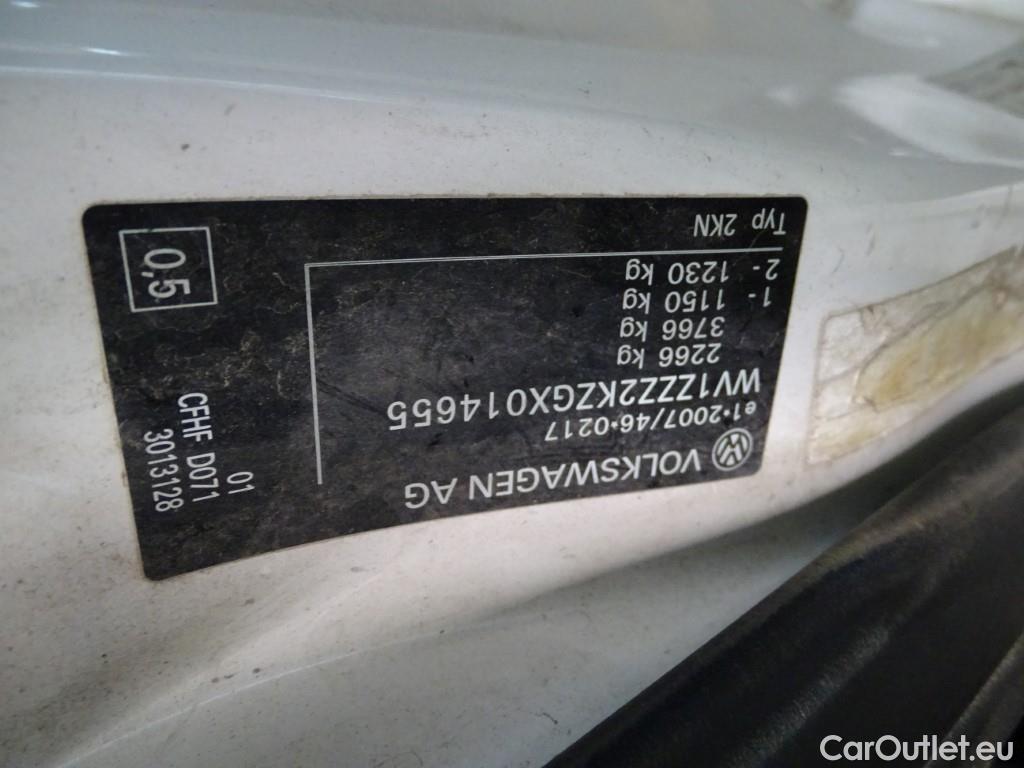 VOLKSWAGEN AG
e1*2007/46*0217
WV1ZZZ2KZGX014655
2266 kg
3766 kg
1- 1150 kg
2- 1230 kg
Typ 2KN
01
3013128
CFHF D071
0,5
CarOutlet.eu